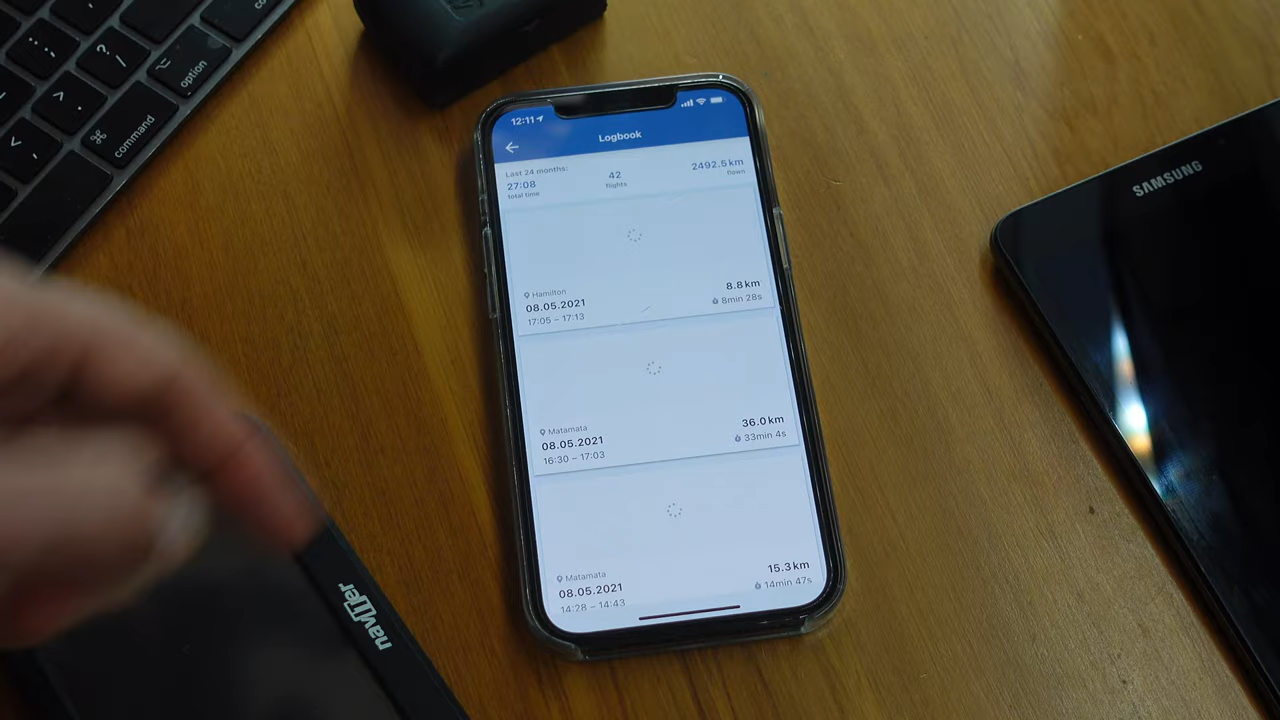 option
command
12:11
Logbook
Last 24 months:
27:08
total time
42
flights
2492.5 km
flown
Hamilton
08.05.2021
17:05 – 17:13
8.8 km
8min 28s
Matamata
08.05.2021
16:30 – 17:03
36.0 km
33min 4s
Matamata
08.05.2021
14:28 – 14:43
15.3 km
14min 47s
SAMSUNG
naviter